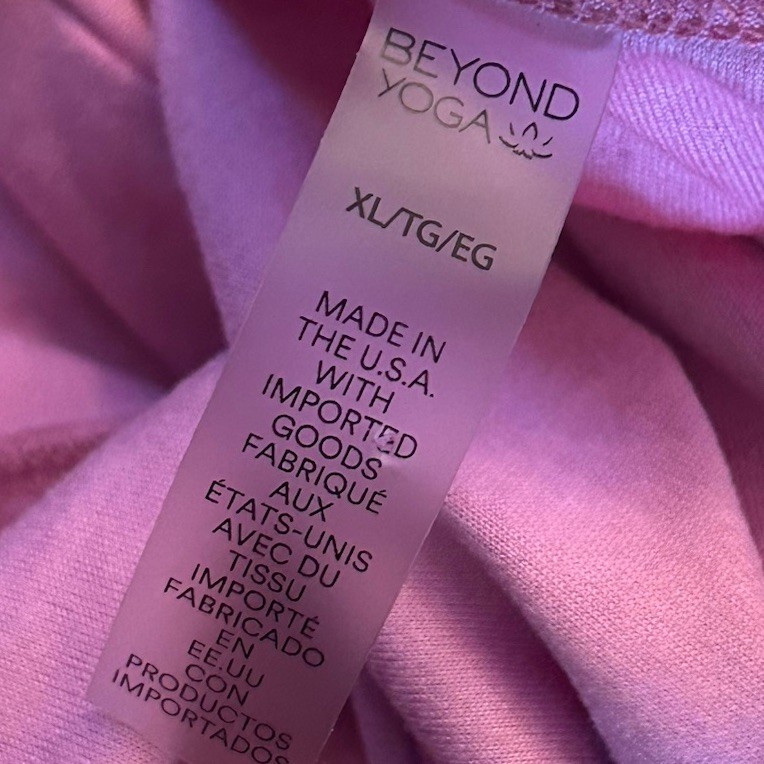 BEYOND
YOGA
XL/TG/EG
MADE IN
THE U.S.A.
WITH
IMPORTED
GOODS
FABRIQUÉ
AUX
ÉTATS-UNIS
AVEC DU
TISSU
IMPORTÉ
FABRICADO
EN
EE.UU
CON
PRODUCTOS
IMPORTADOS